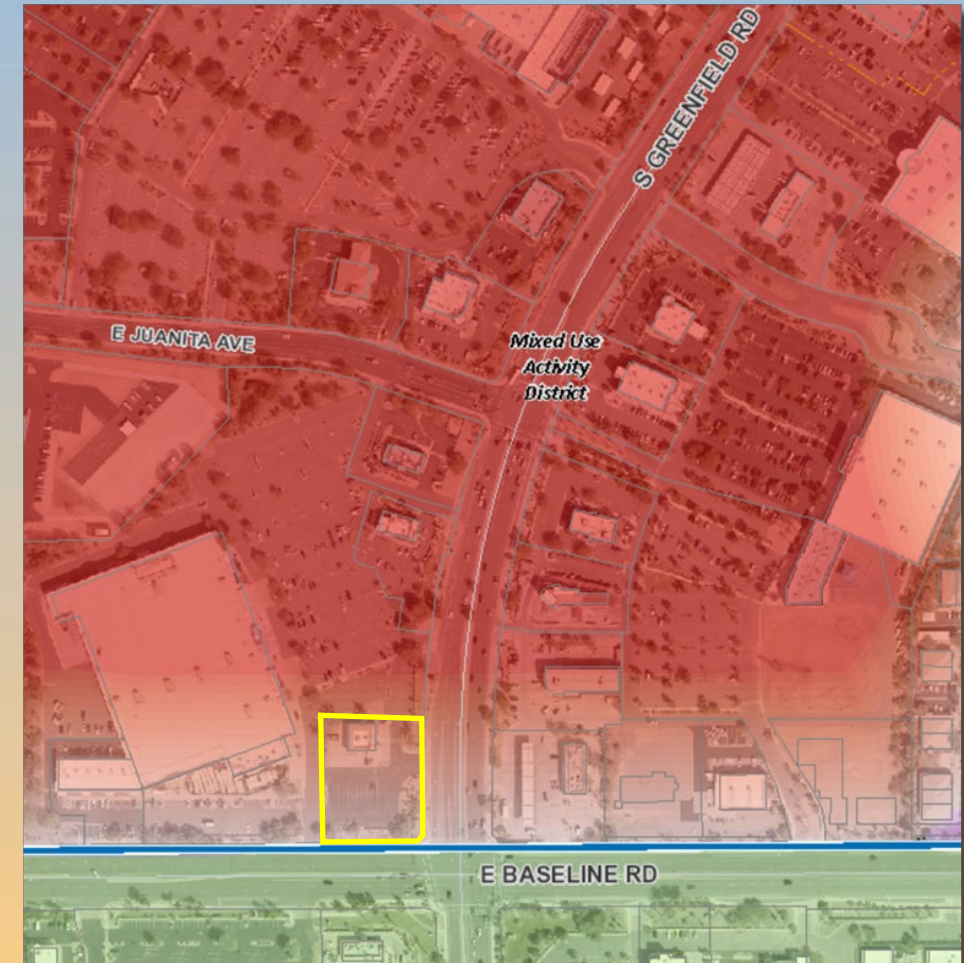 S GREENFIELD RD
E JUANITA AVE
Mixed Use
Activity
District
E BASELINE RD